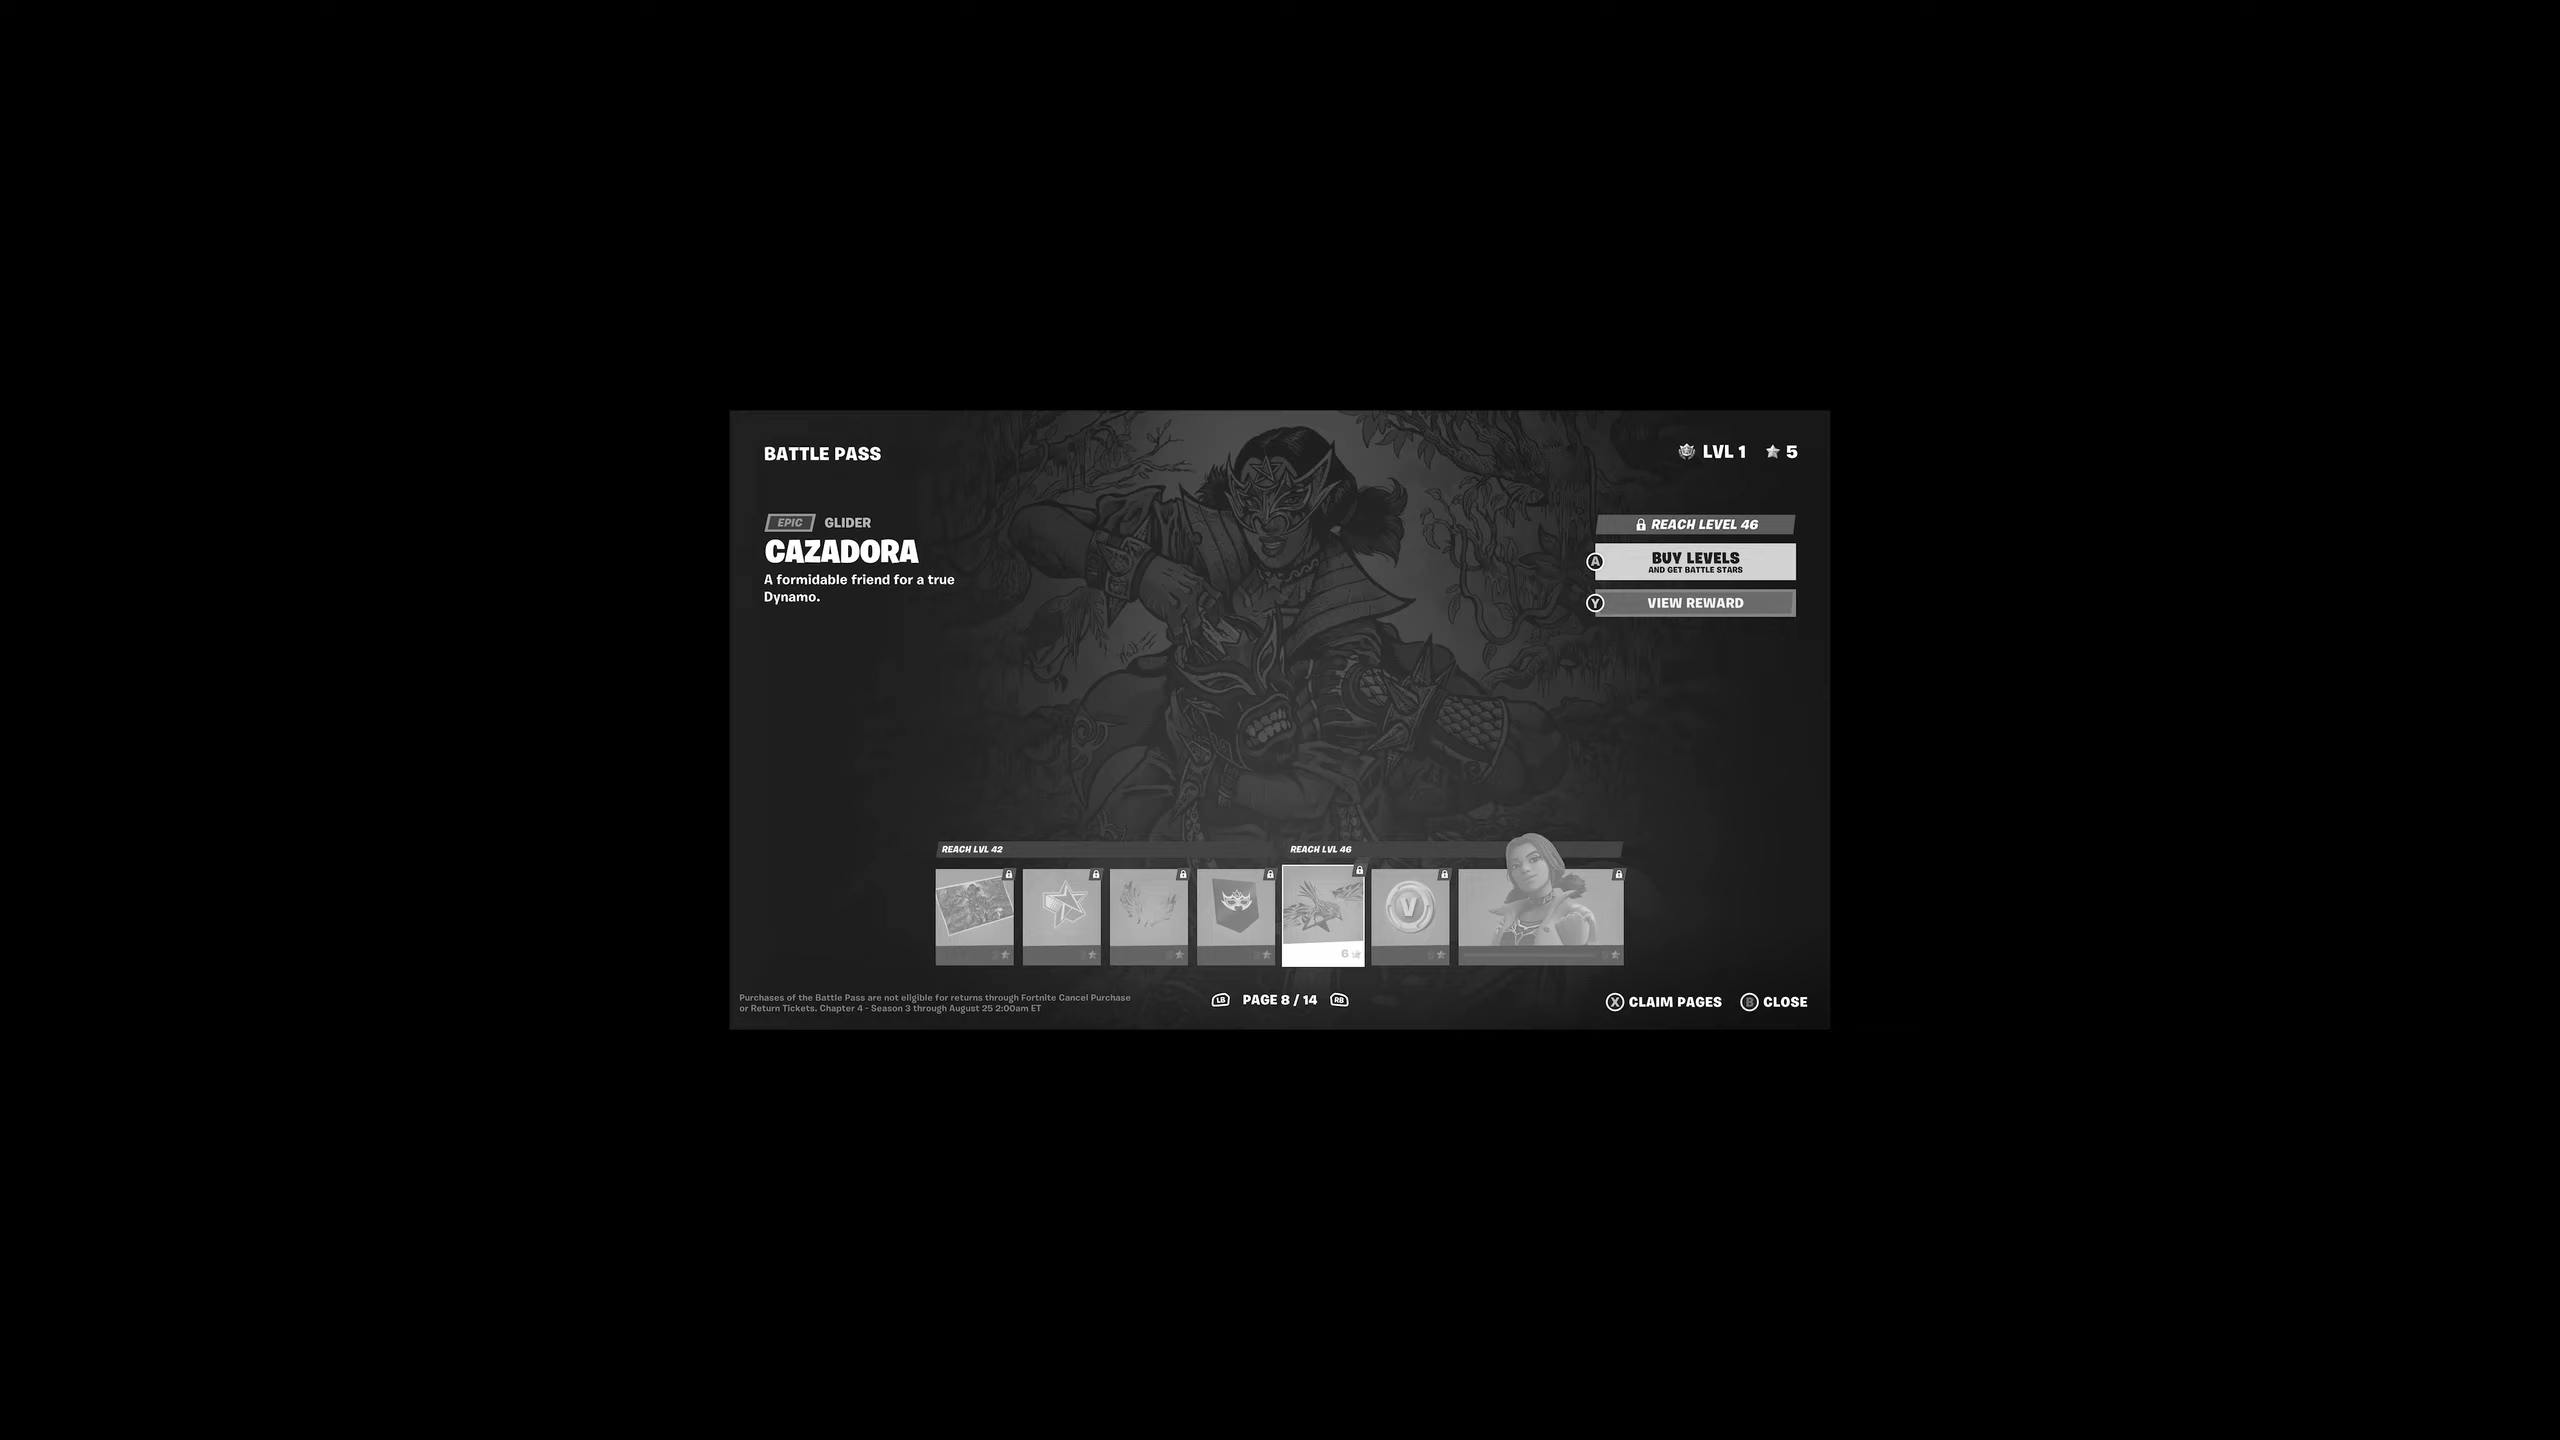 BATTLE PASS
LVL 1 5
EPIC GLIDER
CAZADORA
A formidable friend for a true
Dynamo.
REACH LEVEL 46
A BUY LEVELS
AND GET BATTLE STARS
Y VIEW REWARD
REACH LVL 42
REACH LVL 46
V
6
Purchases of the Battle Pass are not eligible for returns through Fortnite Cancel Purchase
or Return Tickets. Chapter 4 - Season 3 through August 25 2:00am ET
LB PAGE 8 / 14 RB
X CLAIM PAGES B CLOSE